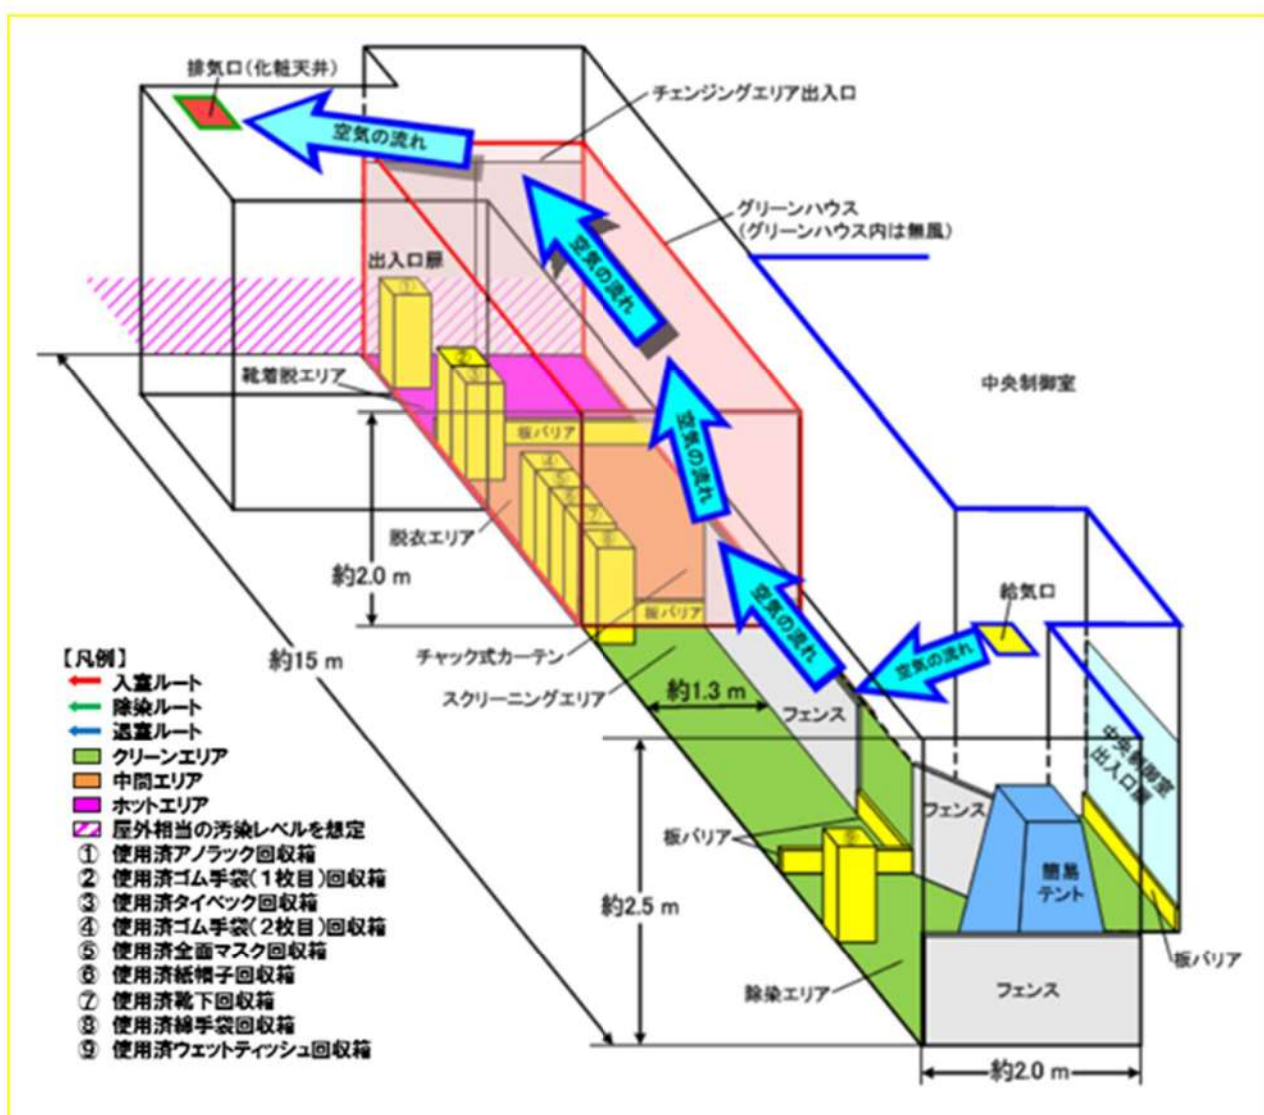 排気口(化粧天井)
チェンジングエリア出入口
空気の流れ
グリーンハウス
(グリーンハウス内は無風)
空気の流れ
出入口扉
①
②
③
靴着脱エリア
中央制御室
空気の流れ
板バリア
④
⑤
⑥
⑦
⑧
脱衣エリア
約2.0 m
板バリア
空気の流れ
給気口
空気の流れ
チャック式カーテン
スクリーニングエリア
約15 m
約1.3 m
フェンス
中央制御室
出入口扉
フェンス
板バリア
⑨
簡易
テント
約2.5 m
板バリア
除染エリア
フェンス
約2.0 m
【凡例】
入室ルート
除染ルート
退室ルート
クリーンエリア
中間エリア
ホットエリア
屋外相当の汚染レベルを想定
① 使用済アノラック回収箱
② 使用済ゴム手袋(1枚目)回収箱
③ 使用済タイベック回収箱
④ 使用済ゴム手袋(2枚目)回収箱
⑤ 使用済全面マスク回収箱
⑥ 使用済紙帽子回収箱
⑦ 使用済靴下回収箱
⑧ 使用済綿手袋回収箱
⑨ 使用済ウェットティッシュ回収箱